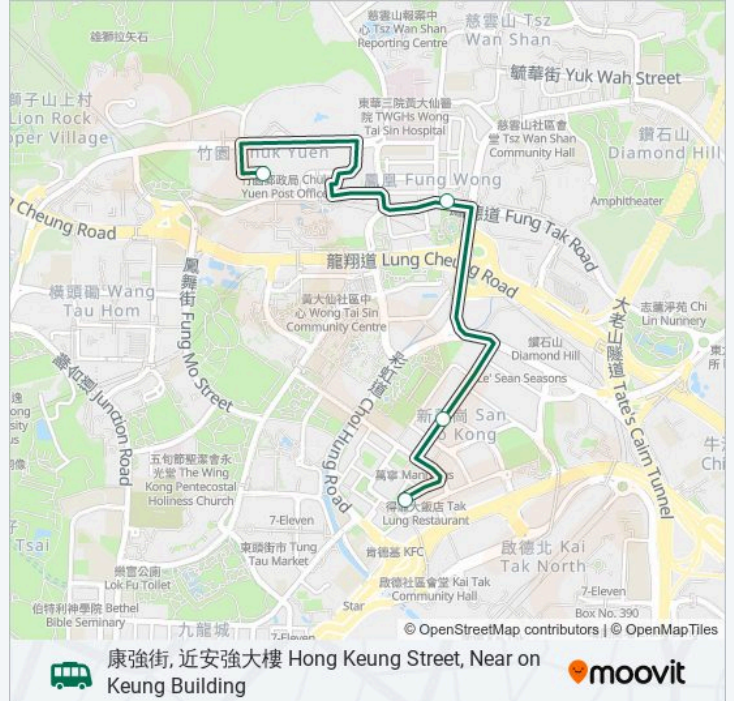 慈雲山報案中
心 Tsz Wan Shan
Reporting Centre
慈雲山 Tsz
Wan Shan
雄獅拉矢石
毓華街 Yuk Wah Street
獅子山上村
Lion Rock
per Village
東華三院黃大仙醫
院 TWGHs Wong
Tai Sin Hospital
慈雲山社區會
堂 Tsz Wan Shan
Community Hall
鑽石山
Diamond Hill
竹園 Chuk Yuen
竹園郵政局 Chuk
Yuen Post Office
鳳凰 Fung Wong
Amphitheater
德道 Fung Tak Road
Cheung Road
龍翔道 Lung Cheung Road
橫頭磡 Wang
Tau Hom
鳳舞街 Fung Mo Street
黃大仙社區中
心 Wong Tai Sin
Community Centre
大老山隧道 Tate's Cairn Tunnel
志蓮淨苑 Chi
Lin Nunnery
鑽石山
Diamond Hill
Le' Sean Seasons
彩虹道 Choi Hung Road
Junction Road
新蒲崗 San
Po Kong
五旬節聖潔會永
光堂 The Wing
Kong Pentecostal
Holiness Church
萬寧 Mannings
得龍大飯店 Tak
Lung Restaurant
7-Eleven
東頭街市 Tung
Tau Market
肯德基 KFC
啟德北 Kai
Tak North
Tsai
樂富公廁
Lok Fu Toilet
啟德社區會堂 Kai Tak
Community Hall
7-Eleven
Box No. 390
伯特利神學院 Bethel
Bible Seminary
Star
九龍城
7-Eleven
© OpenStreetMap contributors | © OpenMapTiles
康強街, 近安強大樓 Hong Keung Street, Near on
Keung Building
moovit